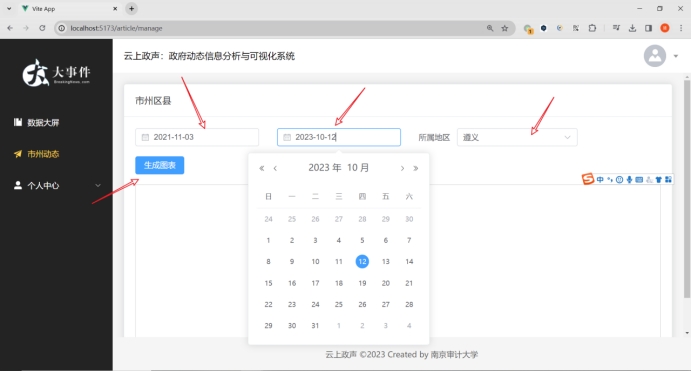 Vite App
localhost:5173/article/manage
大事件
云上政声：政府动态信息分析与可视化系统
数据大屏
市州动态
个人中心
市州区县
2021-11-03
2023-10-12
所属地区
遵义
生成图表
中
2023 年 10 月
日 一 二 三 四 五 六
24 25 26 27 28 29 30
1 2 3 4 5 6 7
8 9 10 11 12 13 14
15 16 17 18 19 20 21
22 23 24 25 26 27 28
29 30 31 1 2 3 4
云上政声 ©2023 Created by 南京审计大学